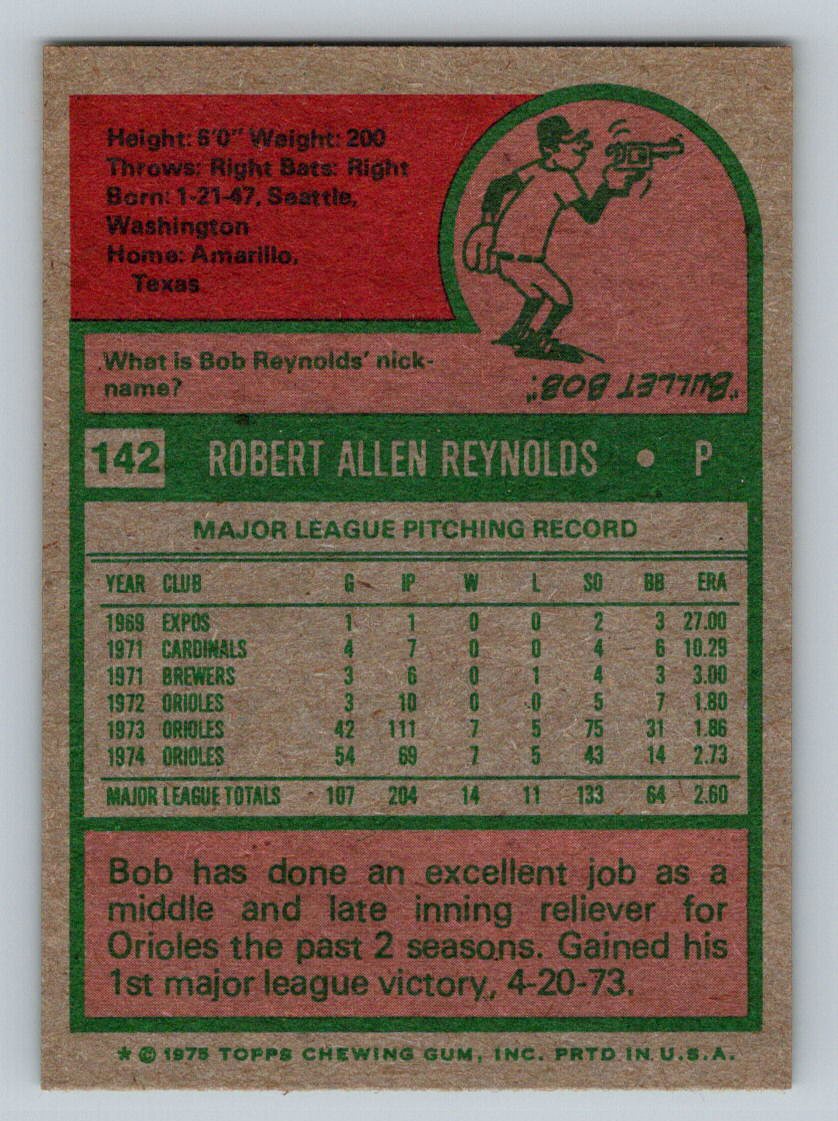 Height: 6'0" Weight: 200
Throws: Right Bats: Right
Born: 1-21-47, Seattle,
Washington
Home: Amarillo,
Texas
What is Bob Reynolds' nick-
name?
"BULLET BOB."
142 ROBERT ALLEN REYNOLDS • P
MAJOR LEAGUE PITCHING RECORD
YEAR CLUB G IP W L SO BB ERA
1969 EXPOS 1 1 0 0 2 3 27.00
1971 CARDINALS 4 7 0 0 4 6 10.29
1971 BREWERS 3 6 0 1 4 3 3.00
1972 ORIOLES 3 10 0 0 5 7 1.80
1973 ORIOLES 42 111 7 5 75 31 1.86
1974 ORIOLES 54 69 7 5 43 14 2.73
MAJOR LEAGUE TOTALS 107 204 14 11 133 64 2.60
Bob has done an excellent job as a
middle and late inning reliever for
Orioles the past 2 seasons. Gained his
1st major league victory, 4-20-73.
* © 1975 TOPPS CHEWING GUM, INC. PRTD IN U.S.A.